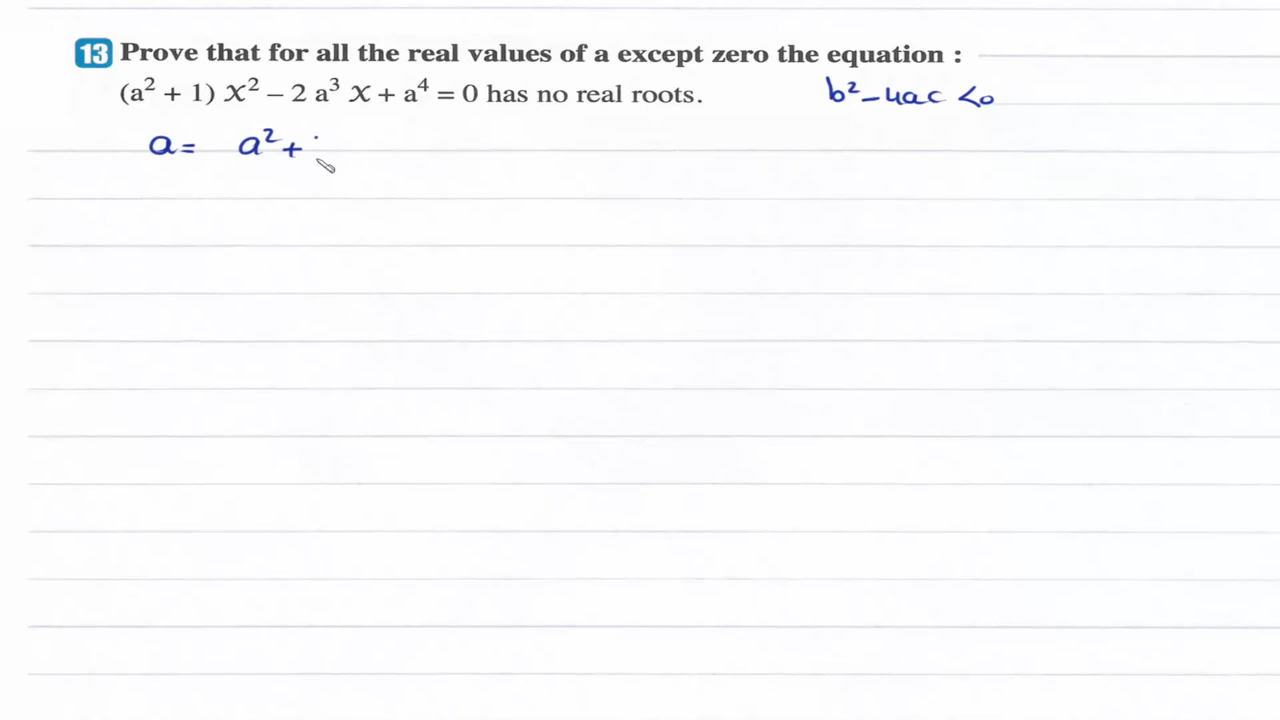 13 Prove that for all the real values of a except zero the equation :
(a² + 1) x² – 2 a³ x + a⁴ = 0 has no real roots. b² - 4ac < 0
a = a² +